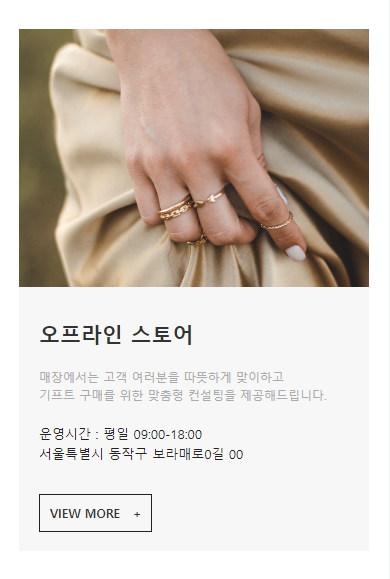 오프라인 스토어
매장에서는 고객 여러분을 따뜻하게 맞이하고
기프트 구매를 위한 맞춤형 컨설팅을 제공해드립니다.
운영시간 : 평일 09:00-18:00
서울특별시 동작구 보라매로0길 00
VIEW MORE +